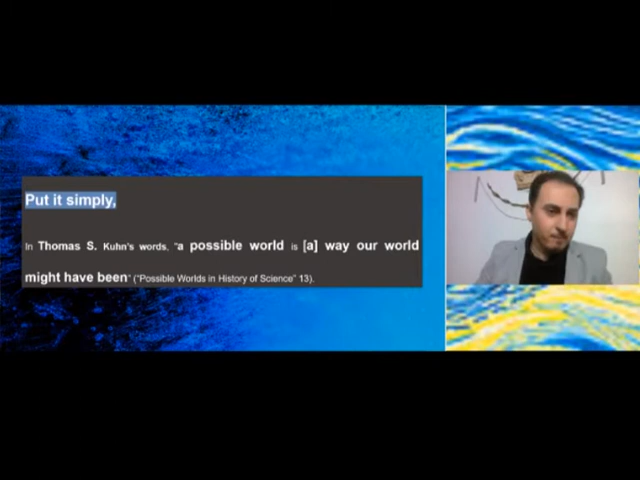 Put it simply,
In Thomas S. Kuhn's words, "a possible world is [a] way our world
might have been" ("Possible Worlds in History of Science" 13).